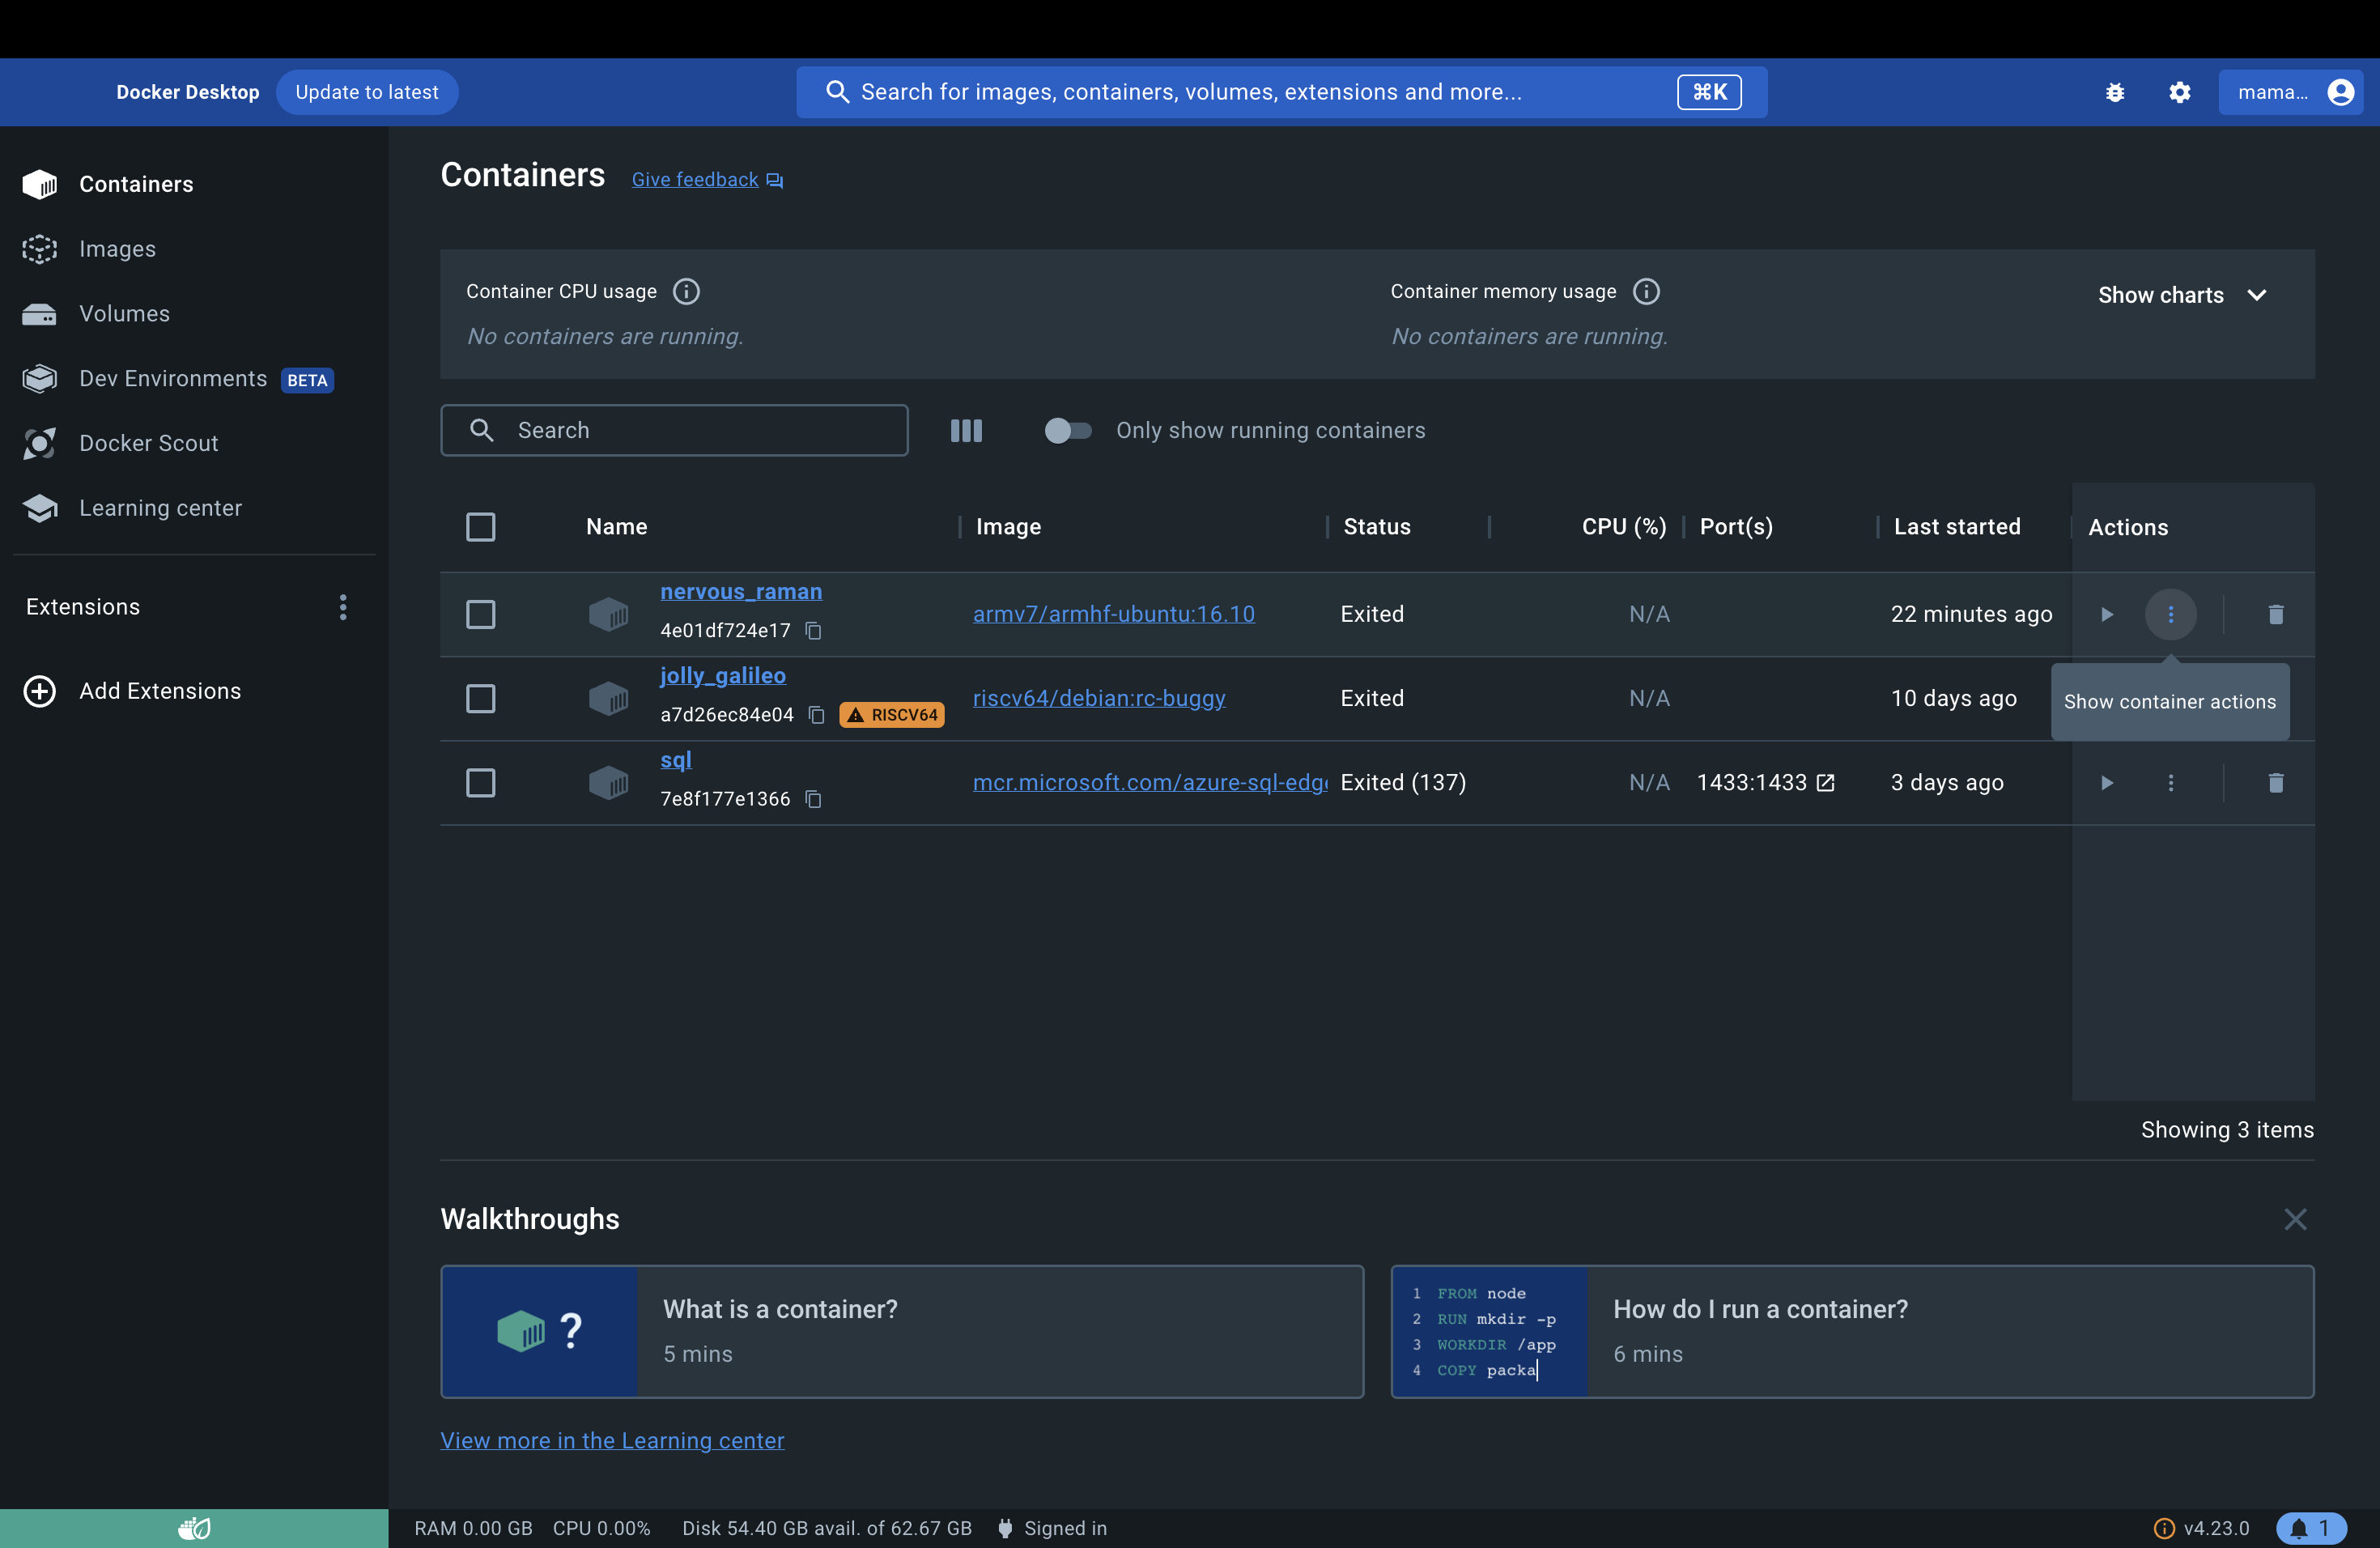 Docker Desktop Update to latest Search for images, containers, volumes, extensions and more... ⌘K mama...
Containers
Images
Volumes
Dev Environments BETA
Docker Scout
Learning center
Extensions
Add Extensions
Containers Give feedback
Container CPU usage
No containers are running.
Container memory usage
No containers are running.
Show charts
Search Only show running containers
Name Image Status CPU (%) Port(s) Last started Actions
nervous_raman
4e01df724e17
armv7/armhf-ubuntu:16.10 Exited N/A 22 minutes ago
jolly_galileo
a7d26ec84e04 RISCV64
riscv64/debian:rc-buggy Exited N/A 10 days ago
Show container actions
sql
7e8f177e1366
mcr.microsoft.com/azure-sql-edg Exited (137) N/A 1433:1433 3 days ago
Showing 3 items
Walkthroughs
?
What is a container?
5 mins
1 FROM node
2 RUN mkdir -p
3 WORKDIR /app
4 COPY packa
How do I run a container?
6 mins
View more in the Learning center
RAM 0.00 GB CPU 0.00% Disk 54.40 GB avail. of 62.67 GB Signed in v4.23.0 1